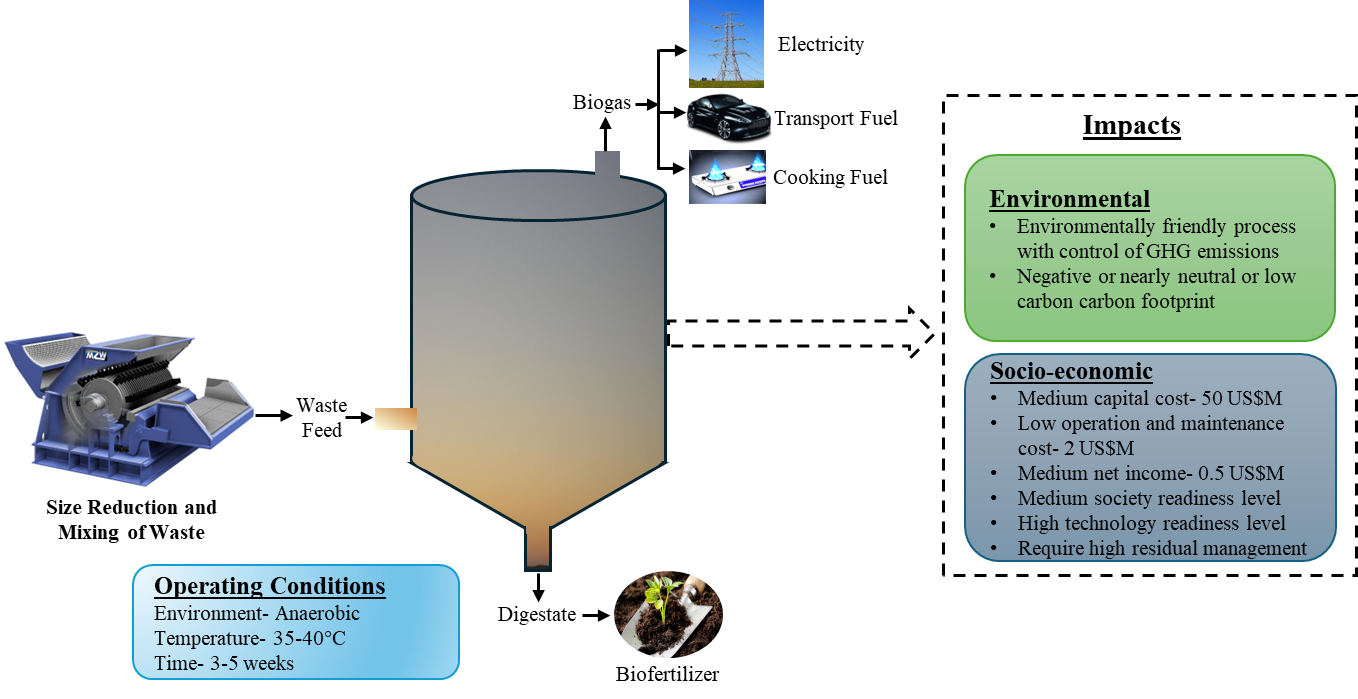 Electricity
Biogas
Transport Fuel
Cooking Fuel
MZW
Size Reduction and
Mixing of Waste
Waste
Feed
Operating Conditions
Environment- Anaerobic
Temperature- 35-40°C
Time- 3-5 weeks
Digestate
Biofertilizer
Impacts
Environmental
• Environmentally friendly process
with control of GHG emissions
• Negative or nearly neutral or low
carbon carbon footprint
Socio-economic
• Medium capital cost- 50 US$M
• Low operation and maintenance
cost- 2 US$M
• Medium net income- 0.5 US$M
• Medium society readiness level
• High technology readiness level
• Require high residual management